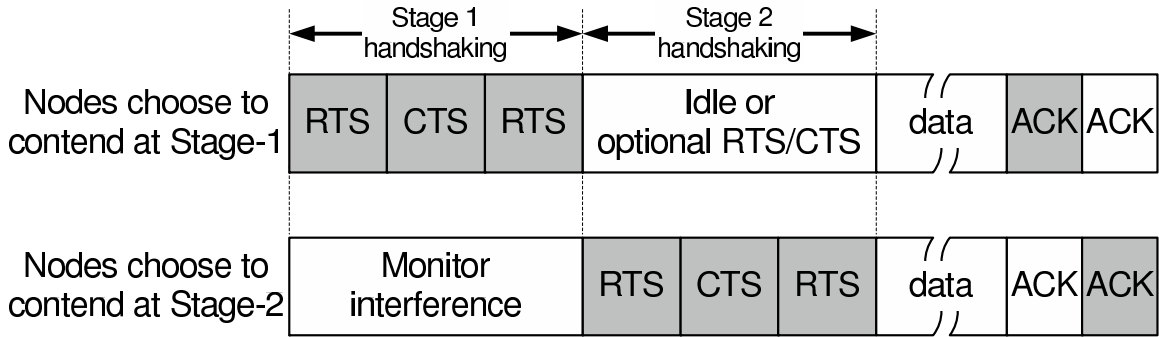 Stage 1
handshaking
Stage 2
handshaking
Nodes choose to
contend at Stage-1
RTS
CTS
RTS
Idle or
optional RTS/CTS
data
ACK
ACK
Nodes choose to
contend at Stage-2
Monitor
interference
RTS
CTS
RTS
data
ACK
ACK